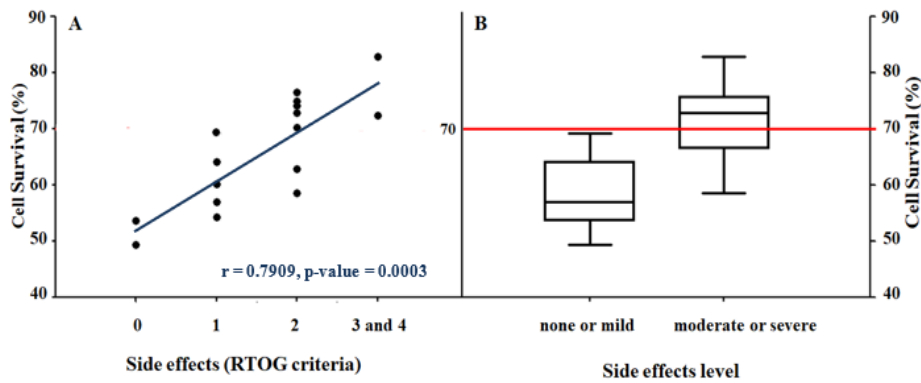 A
90
80
70
60
50
40
Cell Survival (%)
r = 0.7909, p-value = 0.0003
0
1
2
3 and 4
Side effects (RTOG criteria)
B
70
90
80
70
60
50
40
Cell Survival (%)
none or mild
moderate or severe
Side effects level